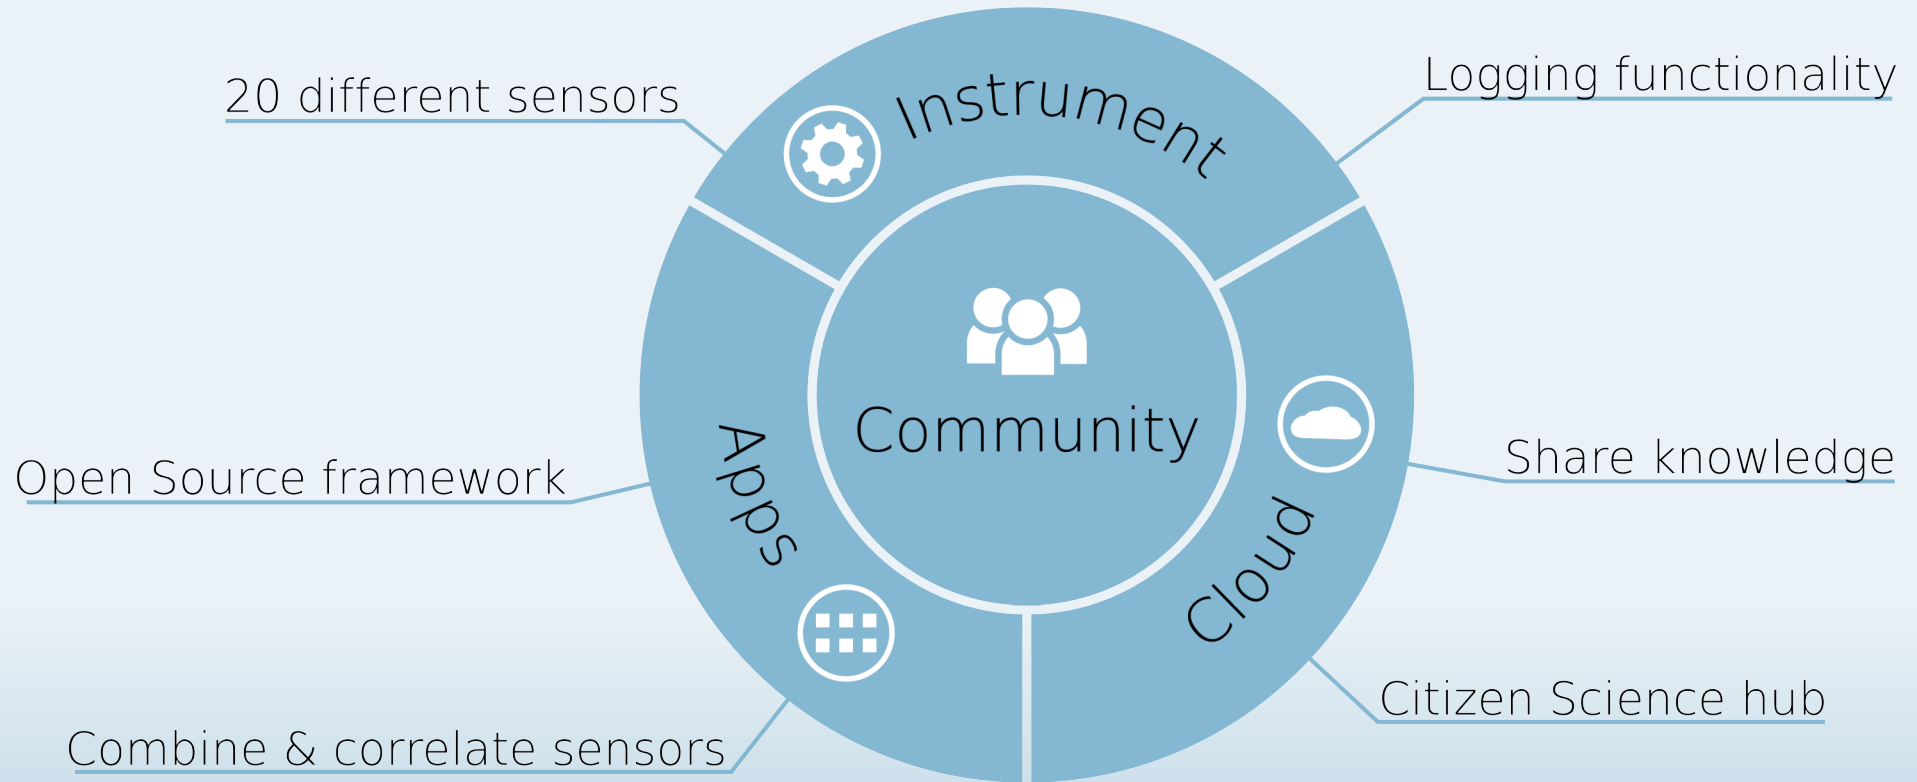 Logging functionality
20 different sensors
Instrument
Community
Apps
Cloud
Share knowledge
Open Source framework
Citizen Science hub
Combine & correlate sensors